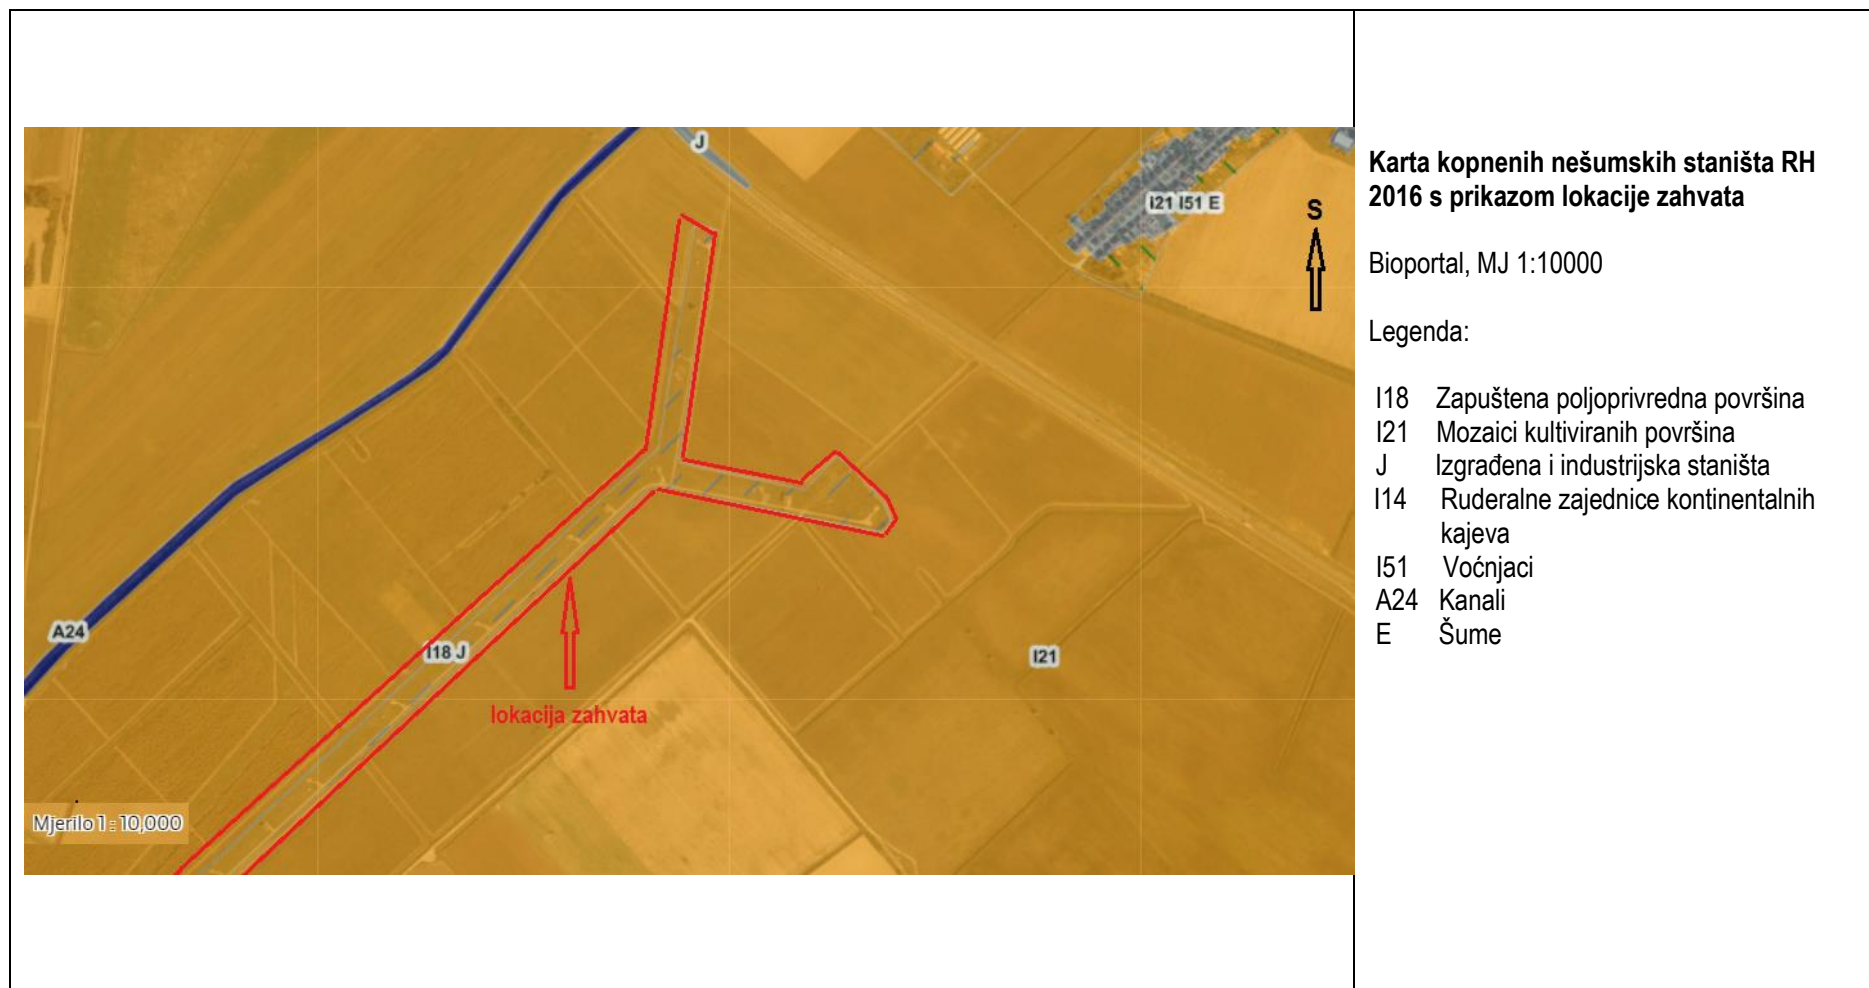 J
I21 I51 E
S
A24
I18 J
I21
lokacija zahvata
Mjerilo 1 : 10,000
Karta kopnenih nešumskih staništa RH
2016 s prikazom lokacije zahvata
Bioportal, MJ 1:10000
Legenda:
I18 Zapuštena poljoprivredna površina
I21 Mozaici kultiviranih površina
J Izgrađena i industrijska staništa
I14 Ruderalne zajednice kontinentalnih
kajeva
I51 Voćnjaci
A24 Kanali
E Šume